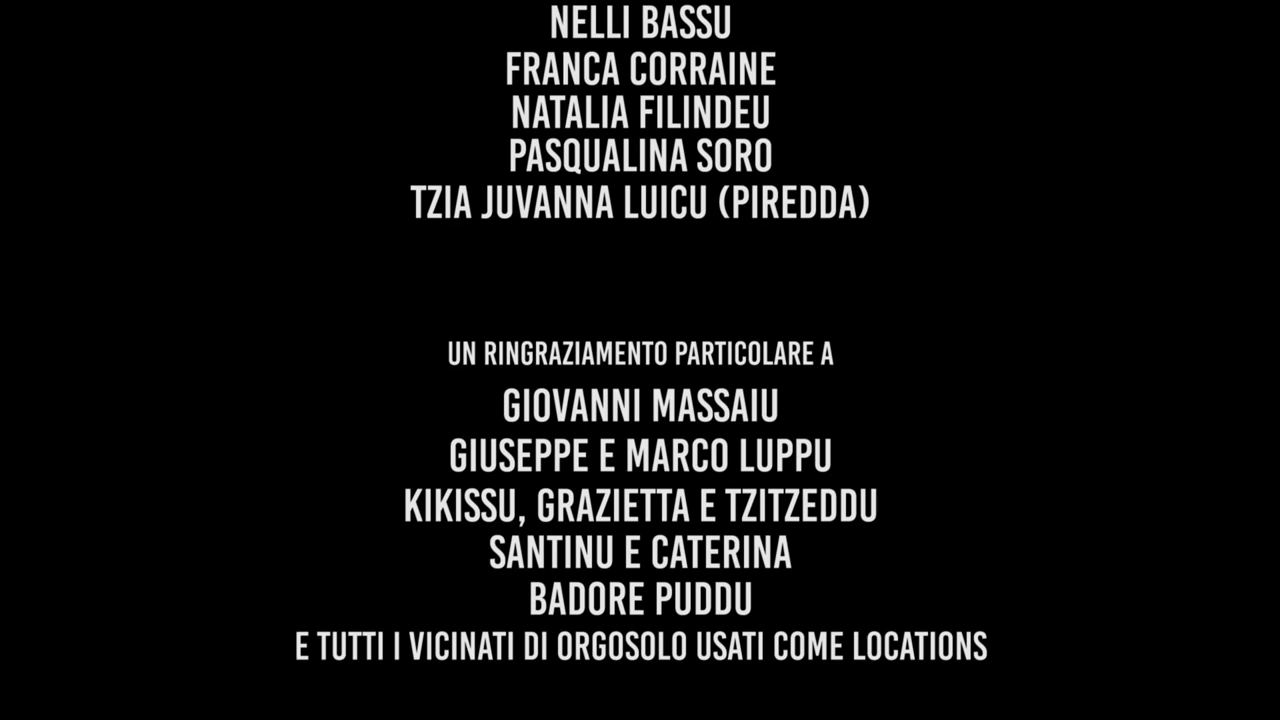 NELLI BASSU
FRANCA CORRAINE
NATALIA FILINDEU
PASQUALINA SORO
TZIA JUVANNA LUICU (PIREDDA)
UN RINGRAZIAMENTO PARTICOLARE A
GIOVANNI MASSAIU
GIUSEPPE E MARCO LUPPU
KIKISSU, GRAZIETTA E TZITZEDDU
SANTINU E CATERINA
BADORE PUDDU
E TUTTI I VICINATI DI ORGOSOLO USATI COME LOCATIONS